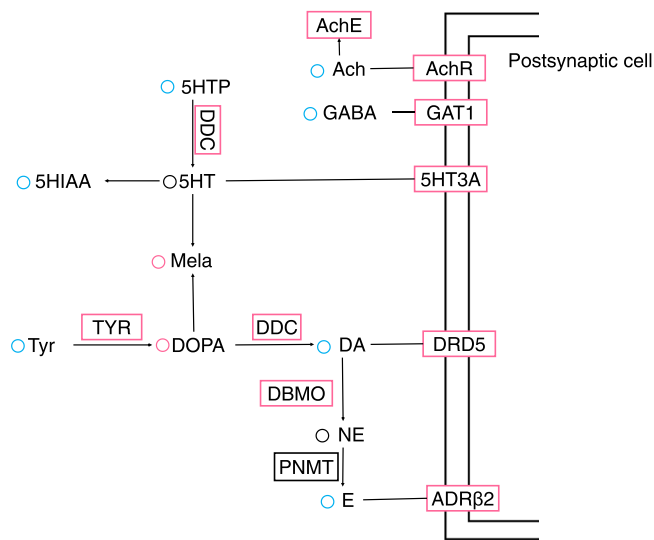 AchE
Postsynaptic cell
Ach
AchR
5HTP
GABA
GAT1
DDC
5HIAA
5HT
5HT3A
Mela
TYR
DDC
Tyr
DOPA
DA
DRD5
DBMO
NE
PNMT
E
ADRβ2